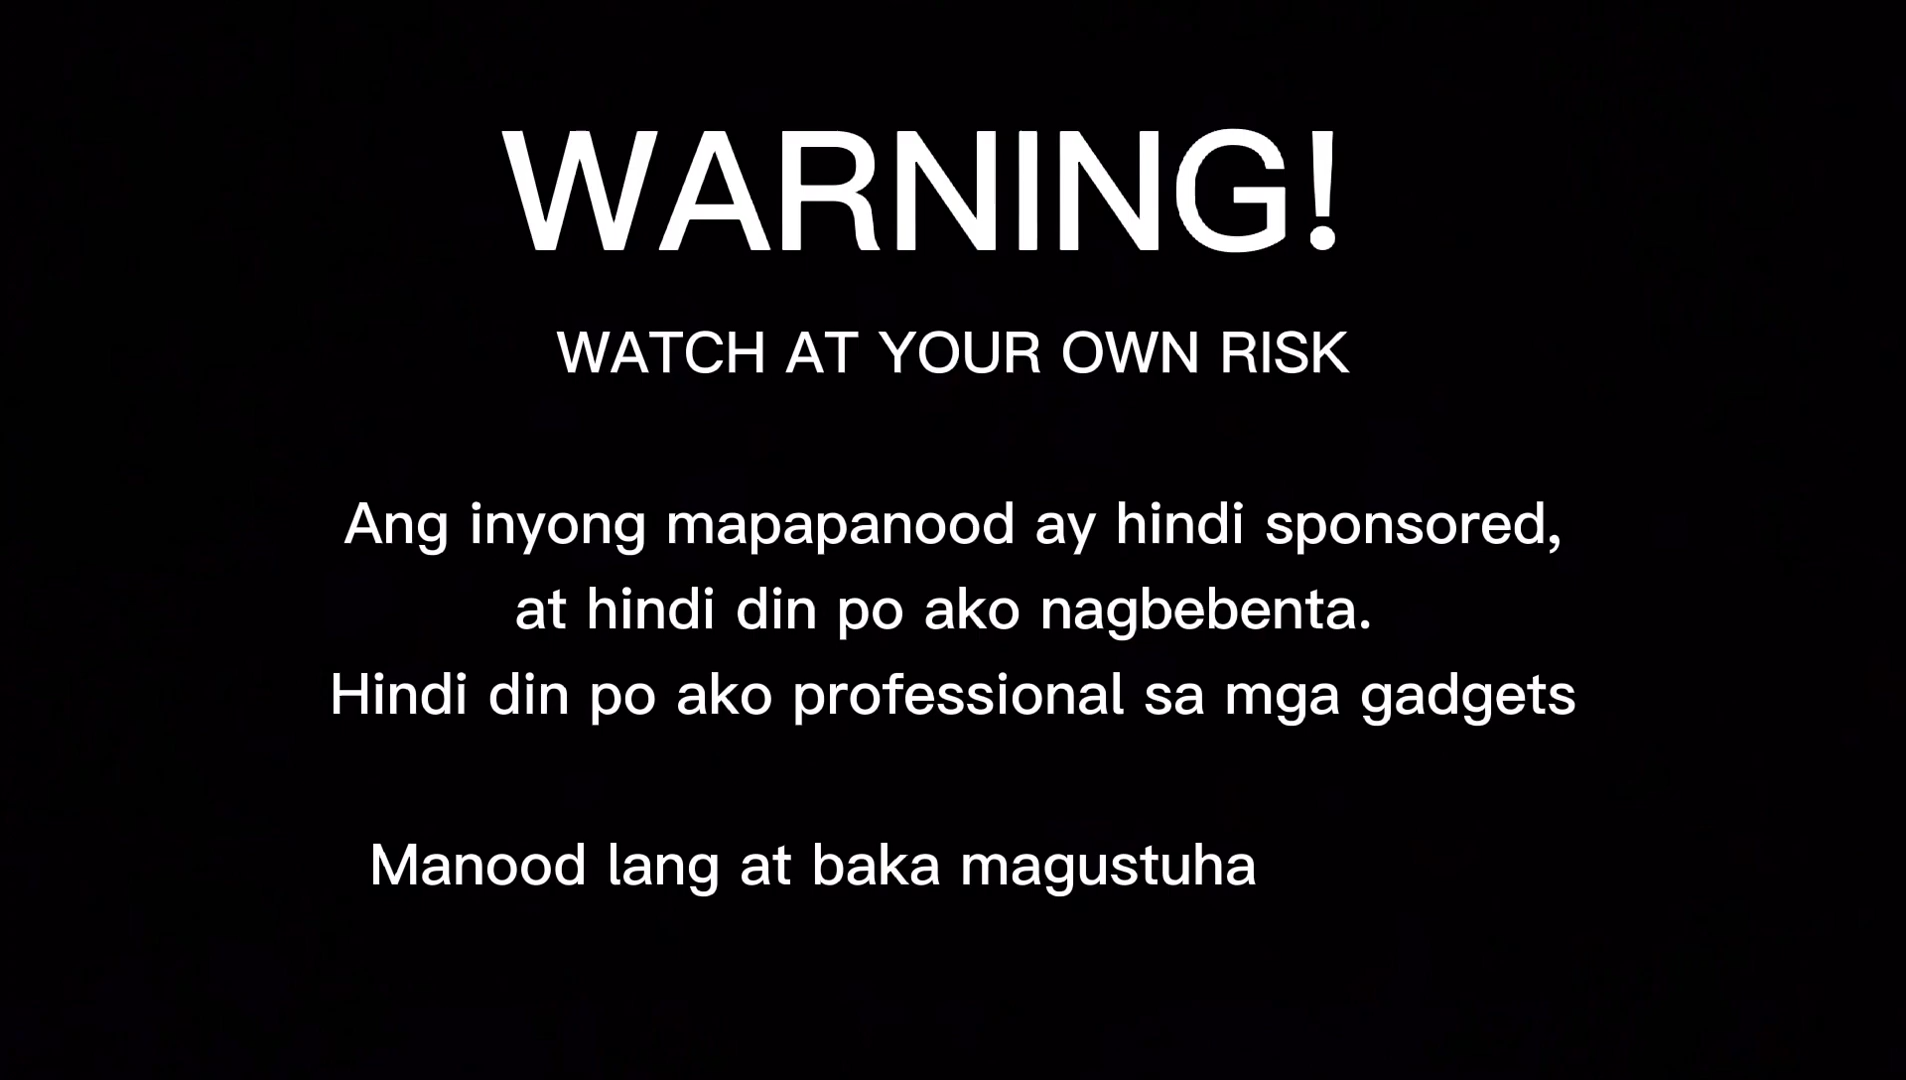 WARNING!
WATCH AT YOUR OWN RISK
Ang inyong mapapanood ay hindi sponsored,
at hindi din po ako nagbebenta.
Hindi din po ako professional sa mga gadgets
Manood lang at baka magustuha